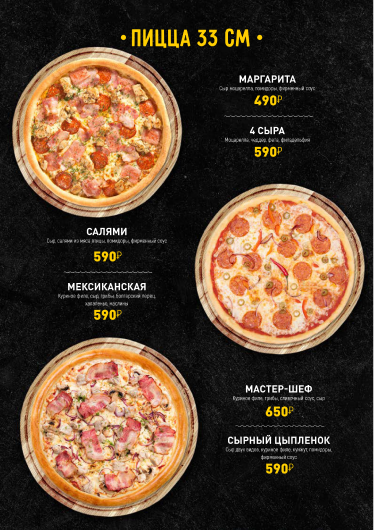 • ПИЦЦА 33 СМ •
МАРГАРИТА
Сыр моцарелла, помидоры, фирменный соус
490₽
4 СЫРА
Моцарелла, чеддер, фета, филадельфия
590₽
САЛЯМИ
Сыр, салями из мяса птицы, помидоры, фирменный соус
590₽
МЕКСИКАНСКАЯ
Куриное филе, сыр, грибы, болгарский перец,
халапеньо, маслины
590₽
МАСТЕР-ШЕФ
Куриное филе, грибы, сливочный соус, сыр
650₽
СЫРНЫЙ ЦЫПЛЕНОК
Сыр двух видов, куриное филе, кунжут, помидоры,
фирменный соус
590₽